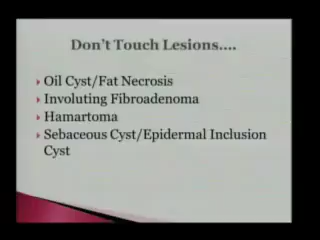 Don't Touch Lesions....
Oil Cyst/Fat Necrosis
Involuting Fibroadenoma
Hamartoma
Sebaceous Cyst/Epidermal Inclusion
Cyst